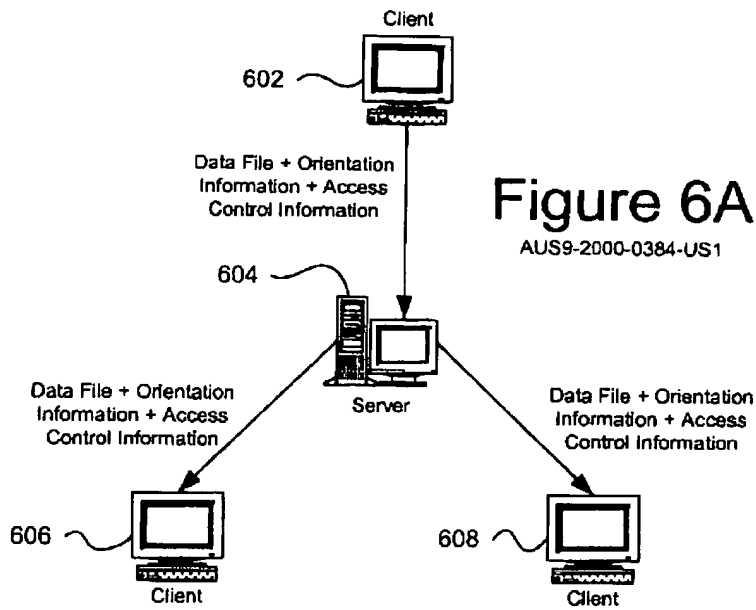 Client
602
Data File + Orientation
Information + Access
Control Information
Figure 6A
AUS9-2000-0384-US1
604
Server
Data File + Orientation
Information + Access
Control Information
Data File + Orientation
Information + Access
Control Information
606
Client
608
Client